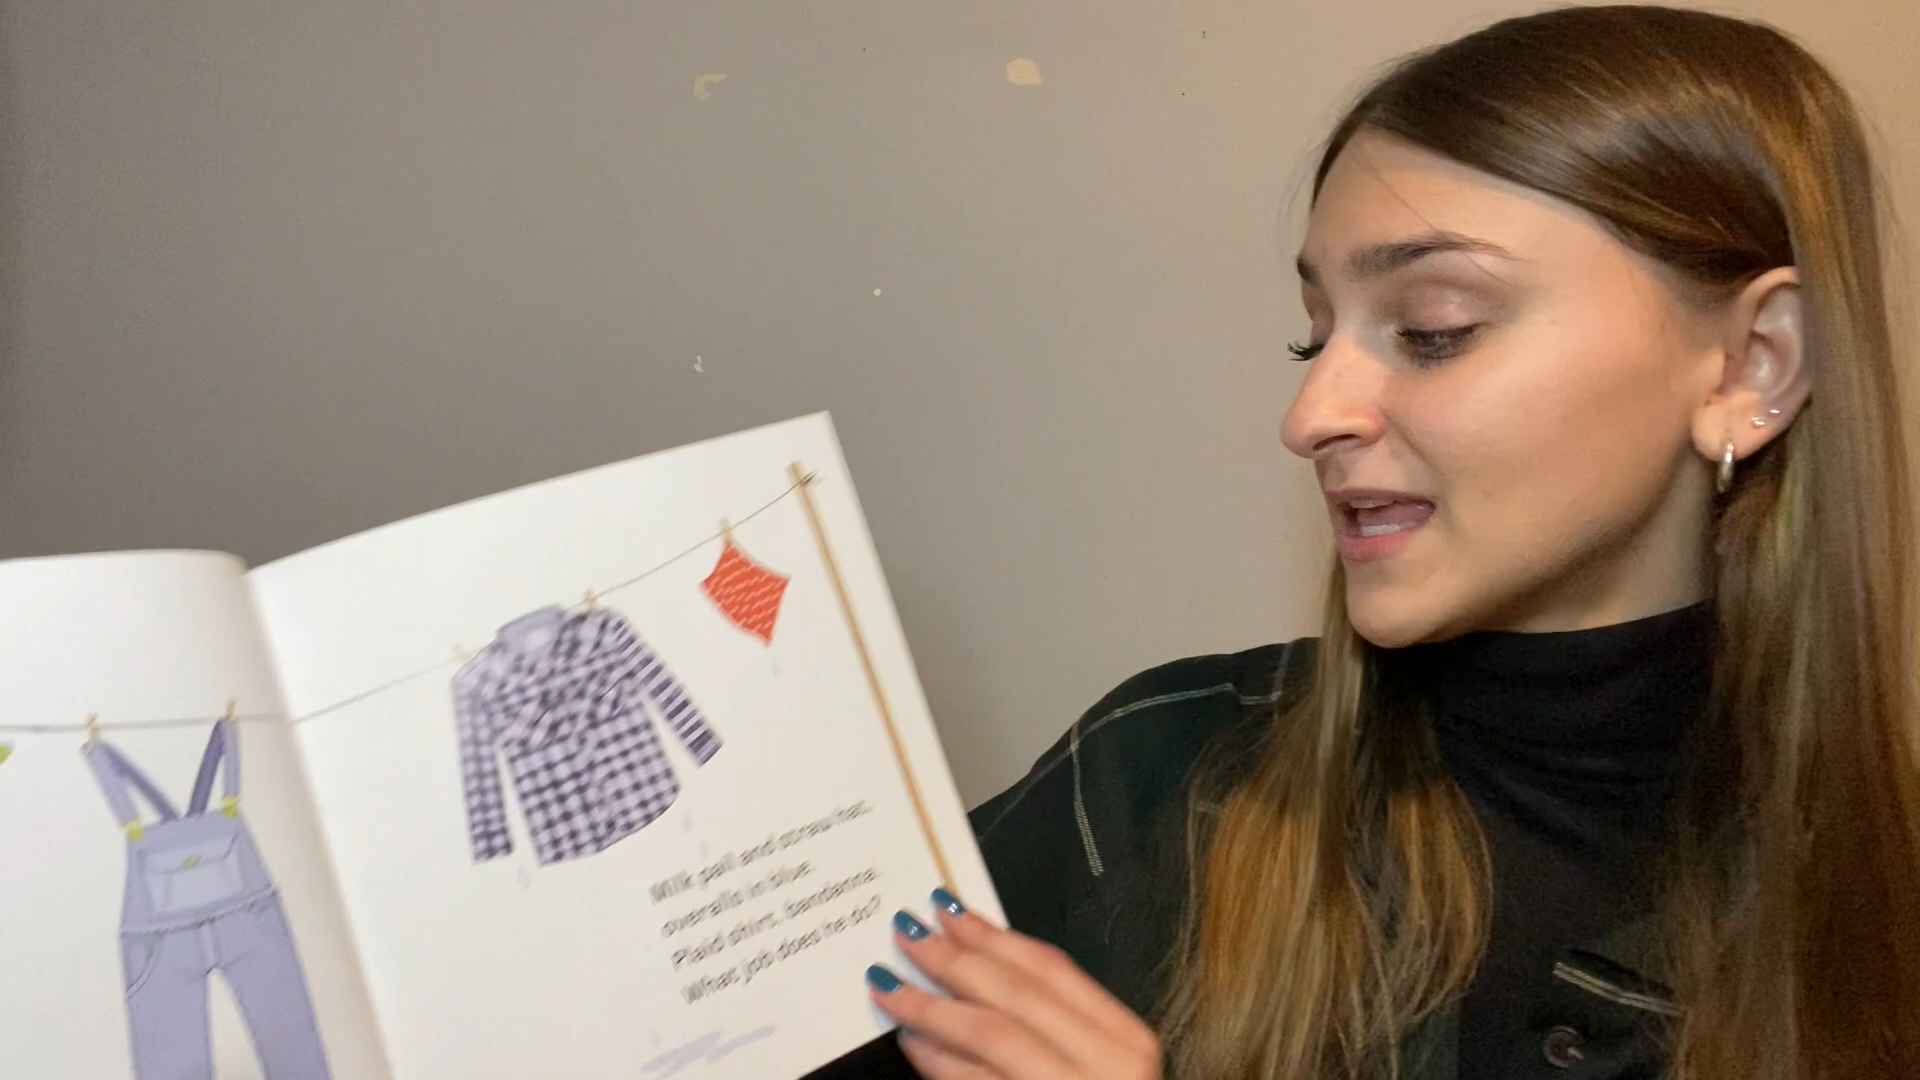 Milk pail and straw hat,
overalls in blue.
Plaid shirt, bandanna.
What job does he do?